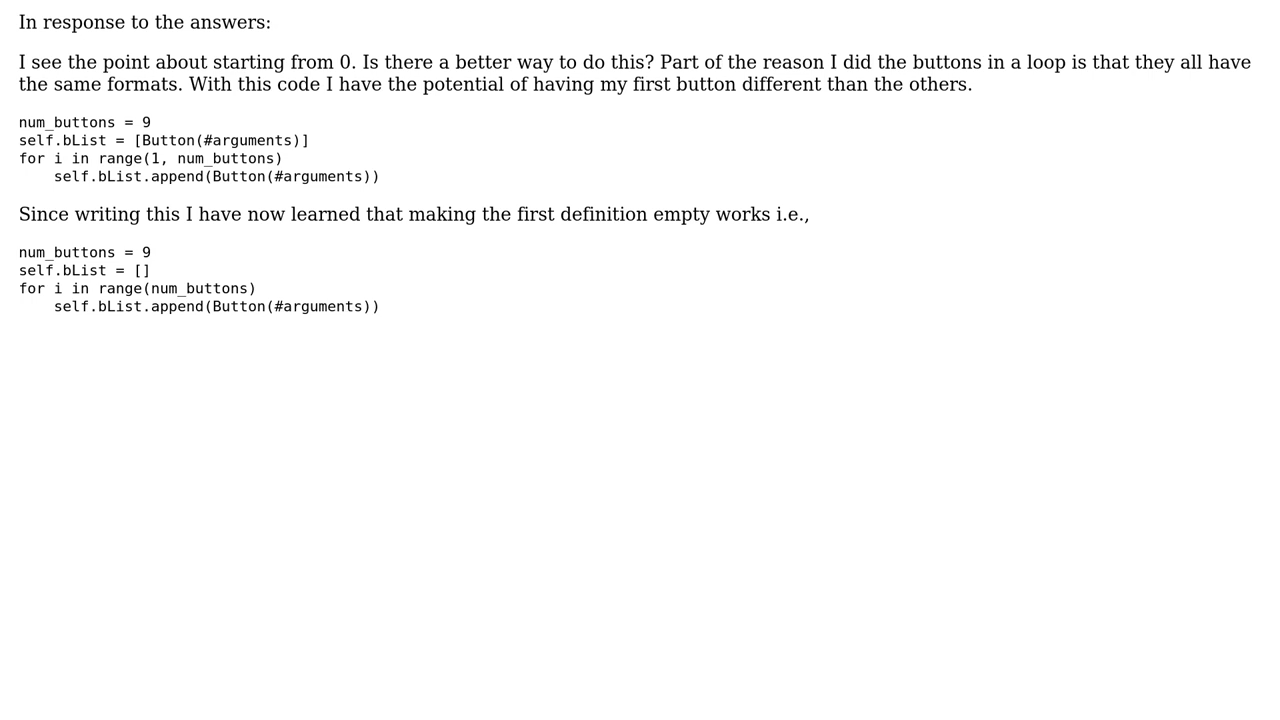 In response to the answers:
I see the point about starting from 0. Is there a better way to do this? Part of the reason I did the buttons in a loop is that they all have
the same formats. With this code I have the potential of having my first button different than the others.
num_buttons = 9
self.bList = [Button(#arguments)]
for i in range(1, num_buttons)
    self.bList.append(Button(#arguments))
Since writing this I have now learned that making the first definition empty works i.e.,
num_buttons = 9
self.bList = []
for i in range(num_buttons)
    self.bList.append(Button(#arguments))